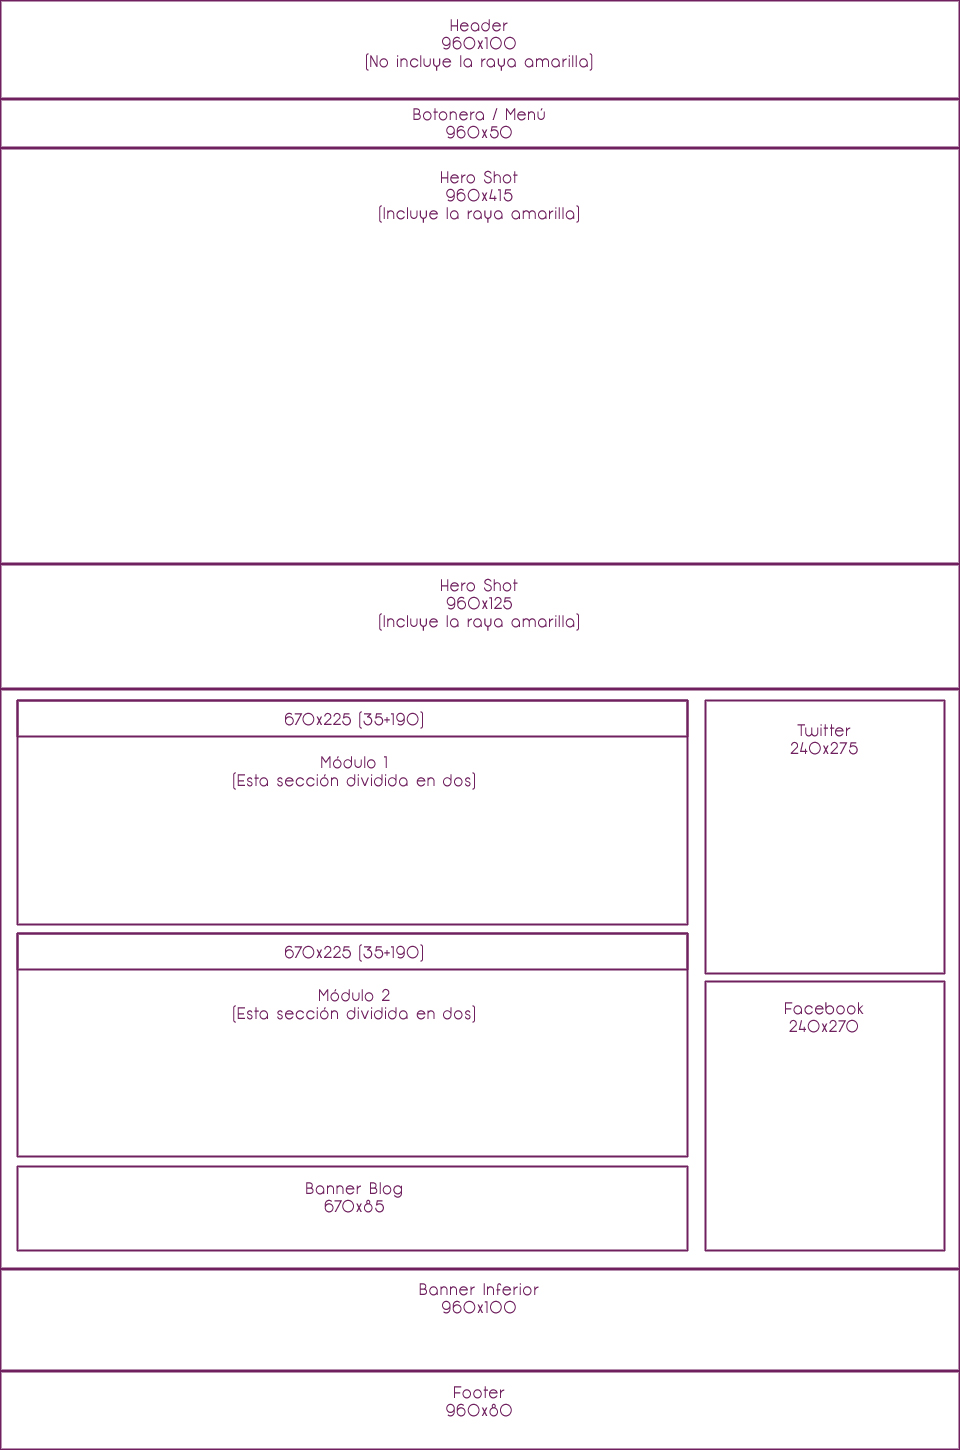 Header
960x100
(No incluye la raya amarilla)
Botonera / Menú
960x50
Hero Shot
960x415
(Incluye la raya amarilla)
Hero Shot
960x125
(Incluye la raya amarilla)
670x225 (35+190)
Módulo 1
(Esta sección dividida en dos)
670x225 (35+190)
Módulo 2
(Esta sección dividida en dos)
Banner Blog
670x85
Twitter
240x275
Facebook
240x270
Banner Inferior
960x100
Footer
960x80